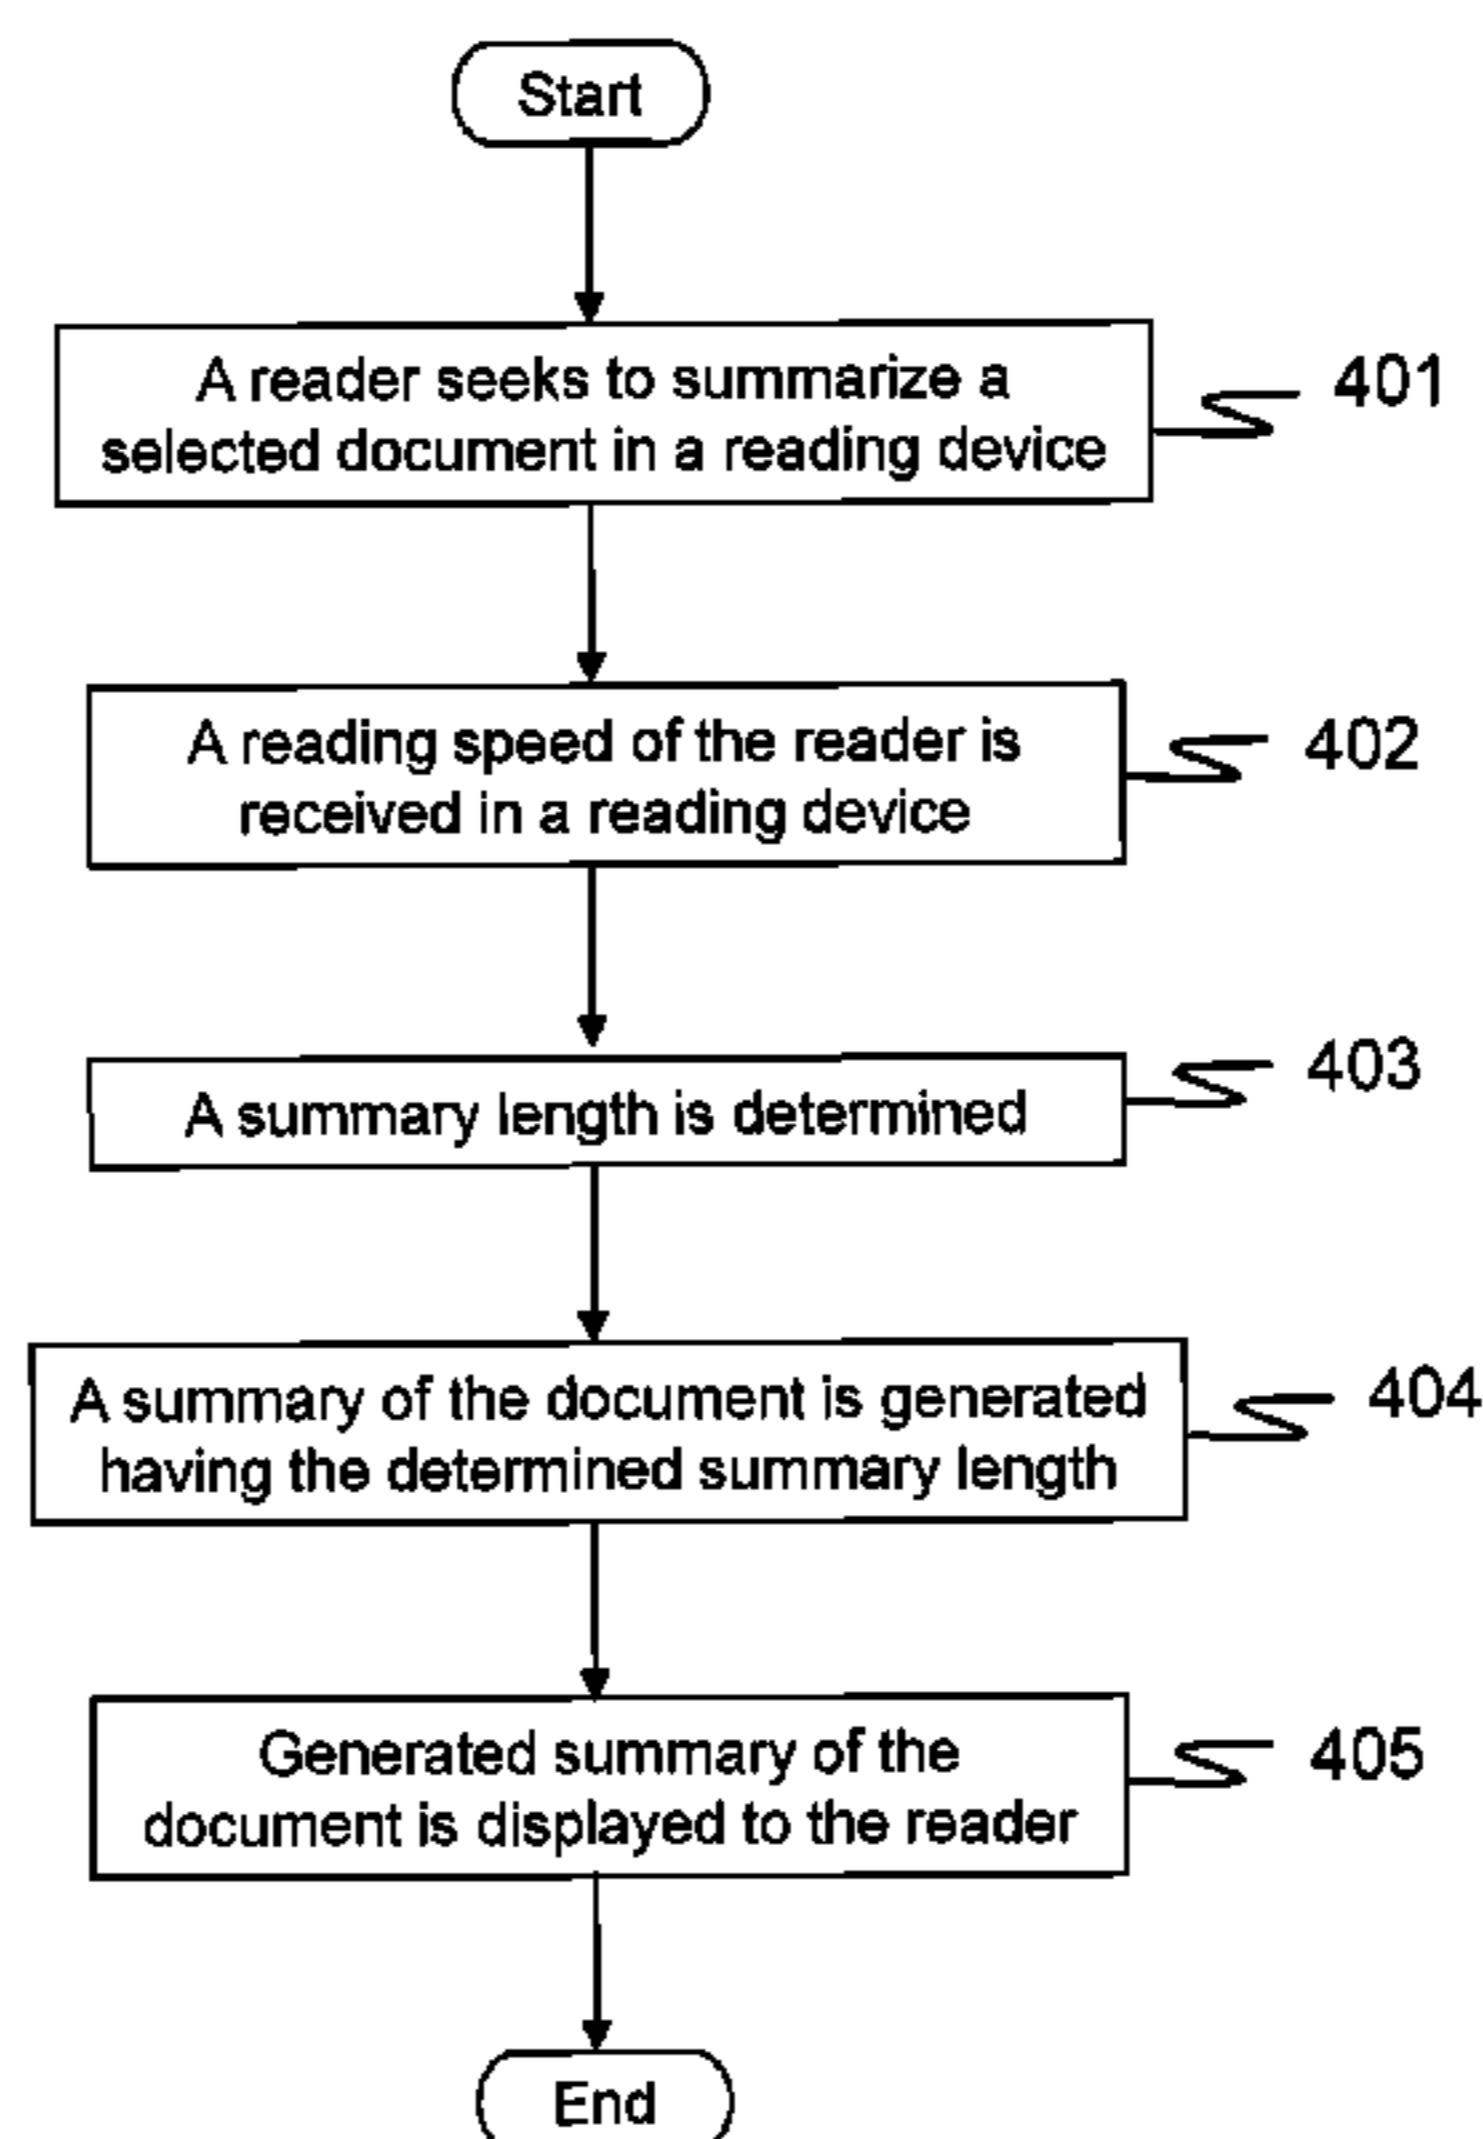 Start
A reader seeks to summarize a
selected document in a reading device
401
A reading speed of the reader is
received in a reading device
402
A summary length is determined
403
A summary of the document is generated
having the determined summary length
404
Generated summary of the
document is displayed to the reader
405
End